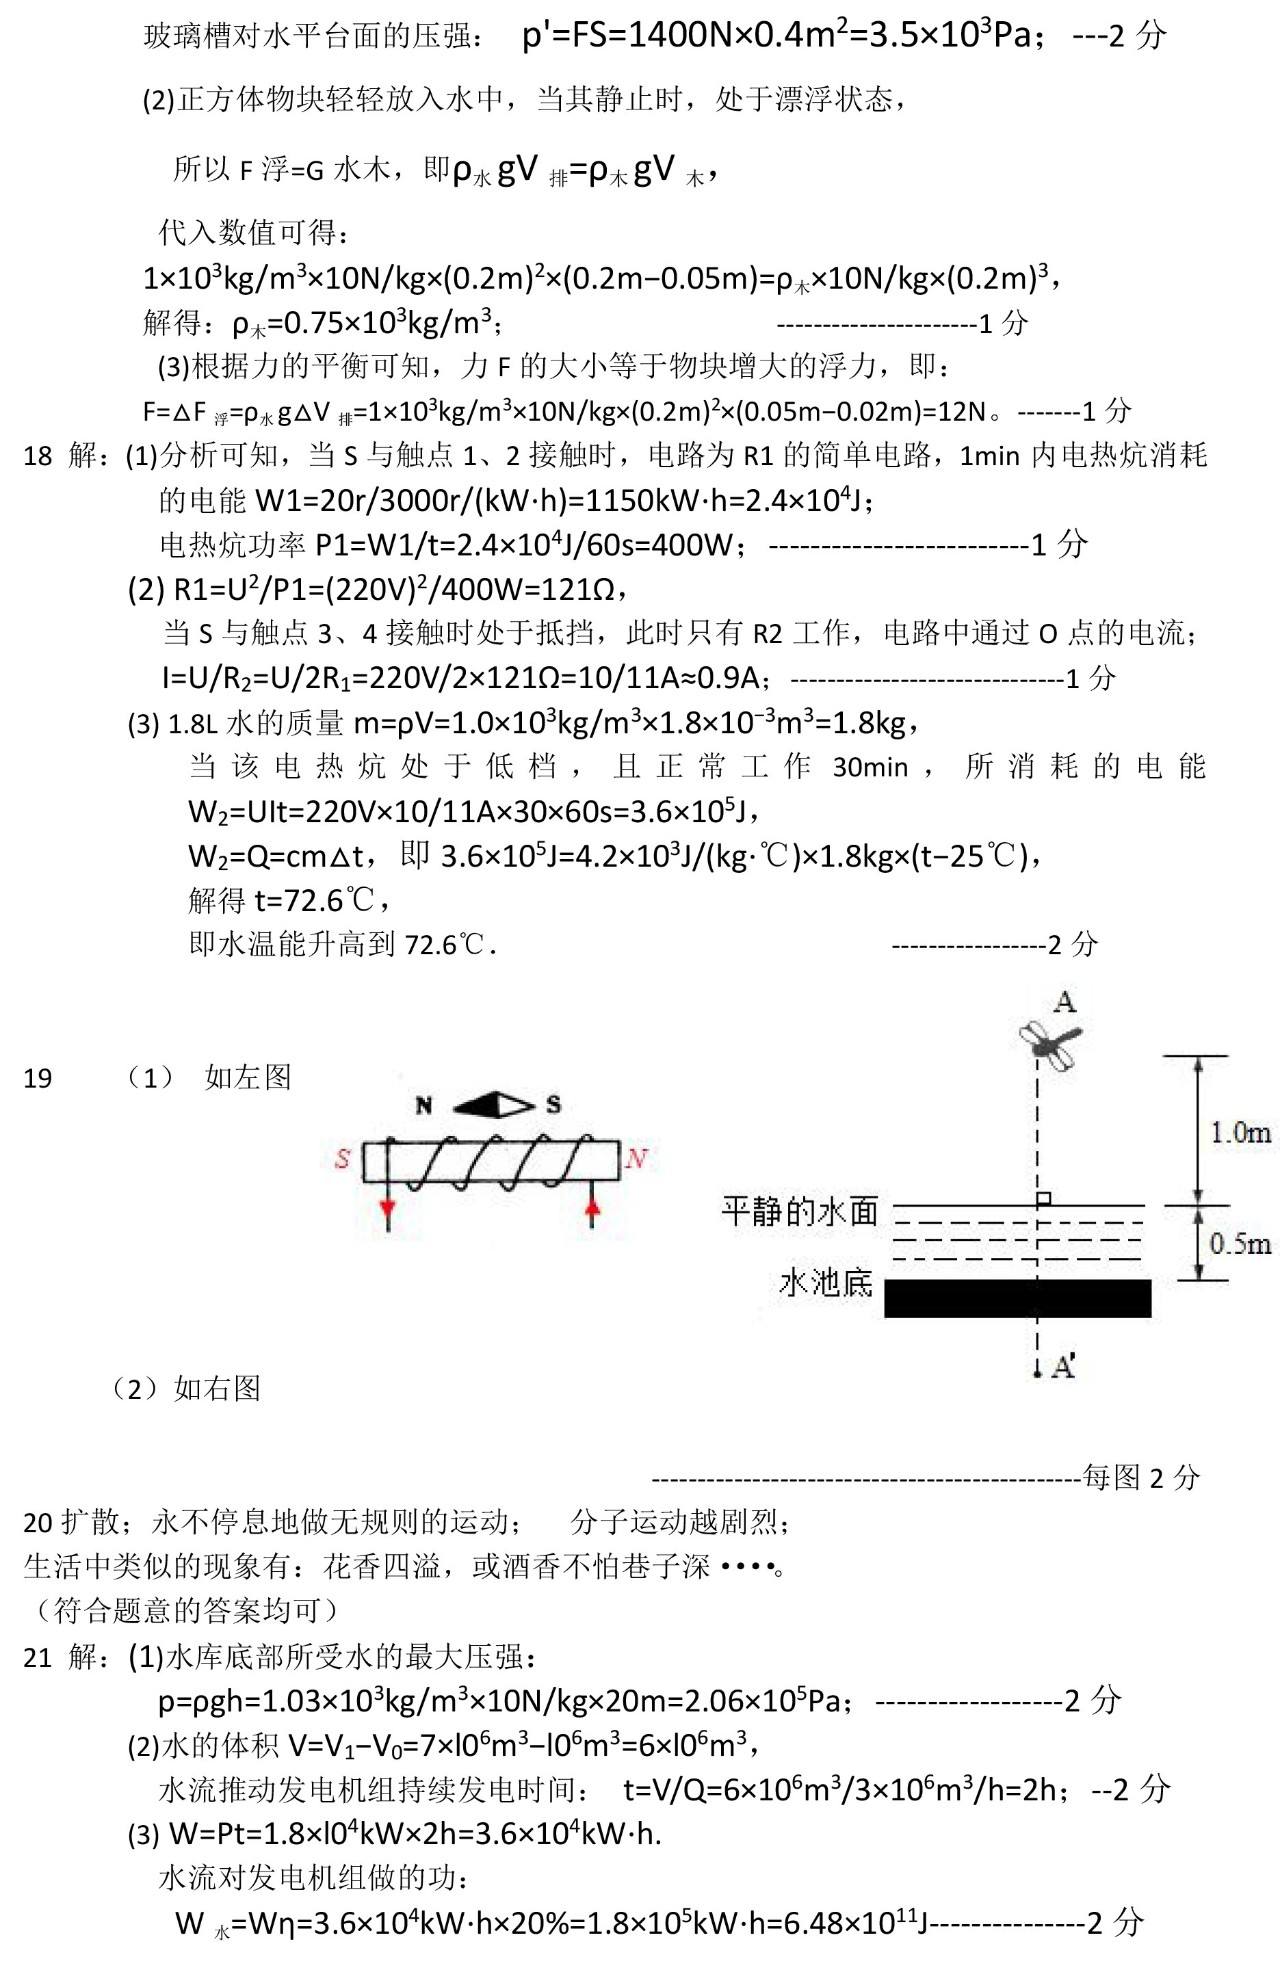 玻璃槽对水平台面的压强： p'=FS=1400N×0.4m²=3.5×10³Pa；---2 分
(2)正方体物块轻轻放入水中，当其静止时，处于漂浮状态，
所以 F 浮=G 水木，即ρ水gV 排=ρ木gV 木，
代入数值可得：
1×10³kg/m³×10N/kg×(0.2m)²×(0.2m−0.05m)=ρ木×10N/kg×(0.2m)³，
解得：ρ木=0.75×10³kg/m³； ----------------------1 分
(3)根据力的平衡可知，力 F 的大小等于物块增大的浮力，即：
F=△F 浮=ρ水g△V 排=1×10³kg/m³×10N/kg×(0.2m)²×(0.05m−0.02m)=12N。-------1 分
18 解：(1)分析可知，当 S 与触点 1、2 接触时，电路为 R1 的简单电路，1min 内电热炕消耗
的电能 W1=20r/3000r/(kW·h)=1150kW·h=2.4×10⁴J；
电热炕功率 P1=W1/t=2.4×10⁴J/60s=400W；--------------------------1 分
(2) R1=U²/P1=(220V)²/400W=121Ω，
当 S 与触点 3、4 接触时处于抵挡，此时只有 R2 工作，电路中通过 O 点的电流；
I=U/R₂=U/2R₁=220V/2×121Ω=10/11A≈0.9A；------------------------------1 分
(3) 1.8L 水的质量 m=ρV=1.0×10³kg/m³×1.8×10⁻³m³=1.8kg，
当该电热炕处于低档，且正常工作 30min，所消耗的电能
W₂=UIt=220V×10/11A×30×60s=3.6×10⁵J，
W₂=Q=cm△t，即 3.6×10⁵J=4.2×10³J/(kg·℃)×1.8kg×(t−25℃)，
解得 t=72.6℃，
即水温能升高到 72.6℃． -----------------2 分
A
19 （1） 如左图
N S
1.0m
S N
平静的水面
0.5m
水池底
A'
（2）如右图
-----------------------------------------------每图 2 分
20 扩散；永不停息地做无规则的运动； 分子运动越剧烈；
生活中类似的现象有：花香四溢，或酒香不怕巷子深 ••••。
（符合题意的答案均可）
21 解：(1)水库底部所受水的最大压强：
p=ρgh=1.03×10³kg/m³×10N/kg×20m=2.06×10⁵Pa；------------------2 分
(2)水的体积 V=V₁−V₀=7×l0⁶m³−l0⁶m³=6×l0⁶m³，
水流推动发电机组持续发电时间： t=V/Q=6×10⁶m³/3×10⁶m³/h=2h；--2 分
(3) W=Pt=1.8×l0⁴kW×2h=3.6×10⁴kW·h.
水流对发电机组做的功：
W 水=Wη=3.6×10⁴kW·h×20%=1.8×10⁵kW·h=6.48×10¹¹J---------------2 分